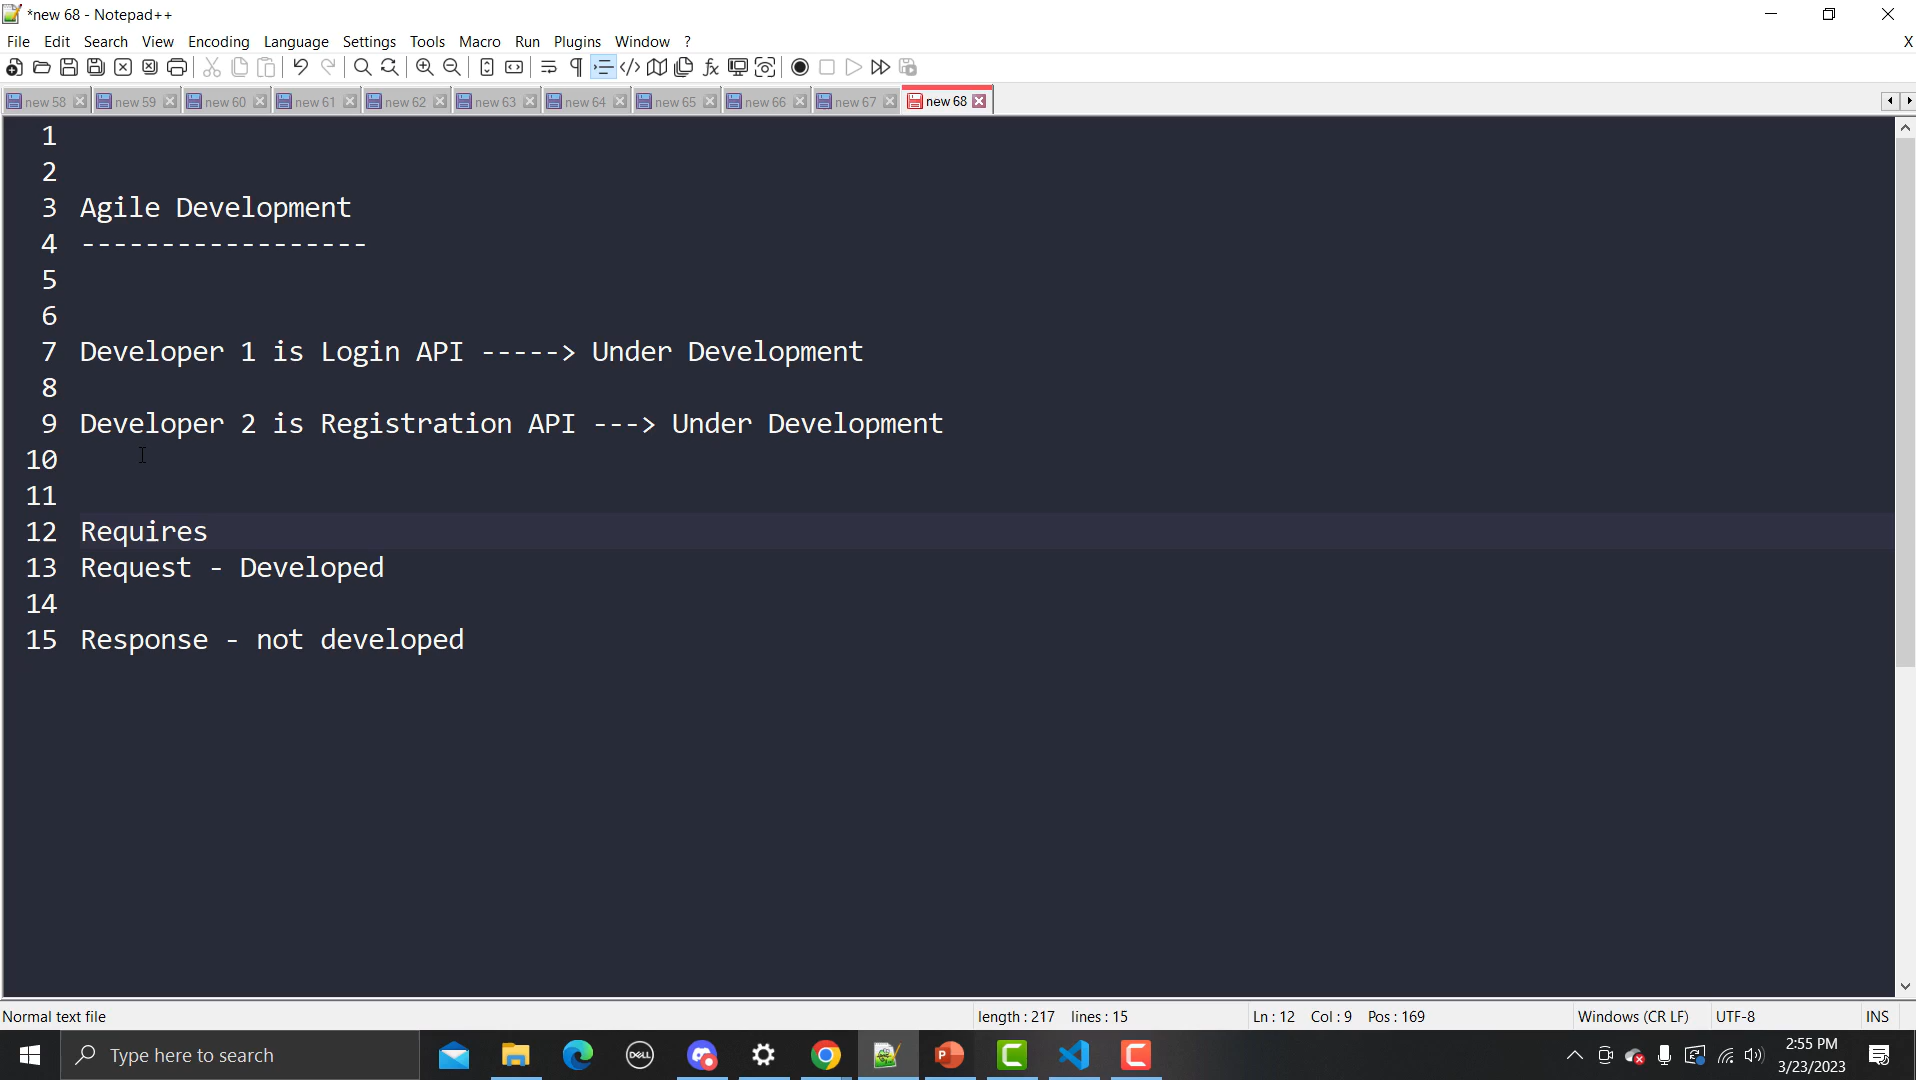 *new 68 - Notepad++
File Edit Search View Encoding Language Settings Tools Macro Run Plugins Window ? X
new 58 new 59 new 60 new 61 new 62 new 63 new 64 new 65 new 66 new 67 new 68
1
2
3 Agile Development
4 ------------------
5
6
7 Developer 1 is Login API -----> Under Development
8
9 Developer 2 is Registration API ---> Under Development
10
11
12 Requires
13 Request - Developed
14
15 Response - not developed
Normal text file length : 217 lines : 15 Ln : 12 Col : 9 Pos : 169 Windows (CR LF) UTF-8 INS
Type here to search
DELL
2:55 PM
3/23/2023